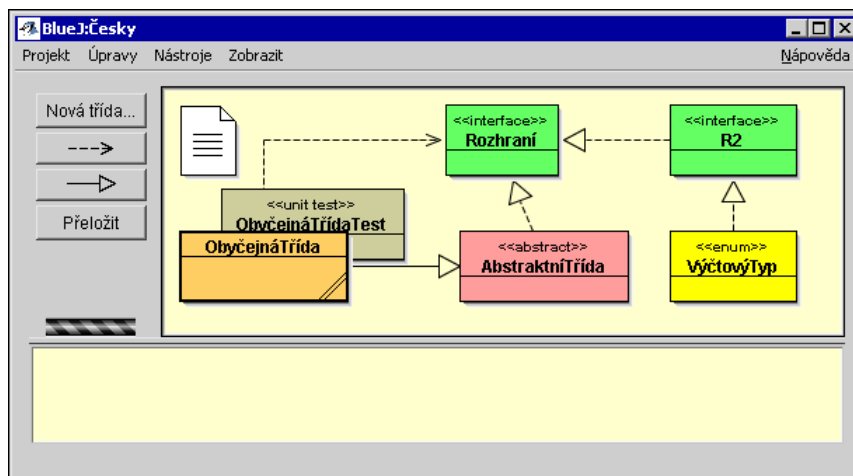 BlueJ:Česky
Projekt Úpravy Nástroje Zobrazit Nápověda
Nová třída...
Přeložit
<<interface>>
Rozhraní
<<interface>>
R2
<<unit test>>
ObyčejnáTřídaTest
ObyčejnáTřída
<<abstract>>
AbstraktníTřída
<<enum>>
VýčtovýTyp